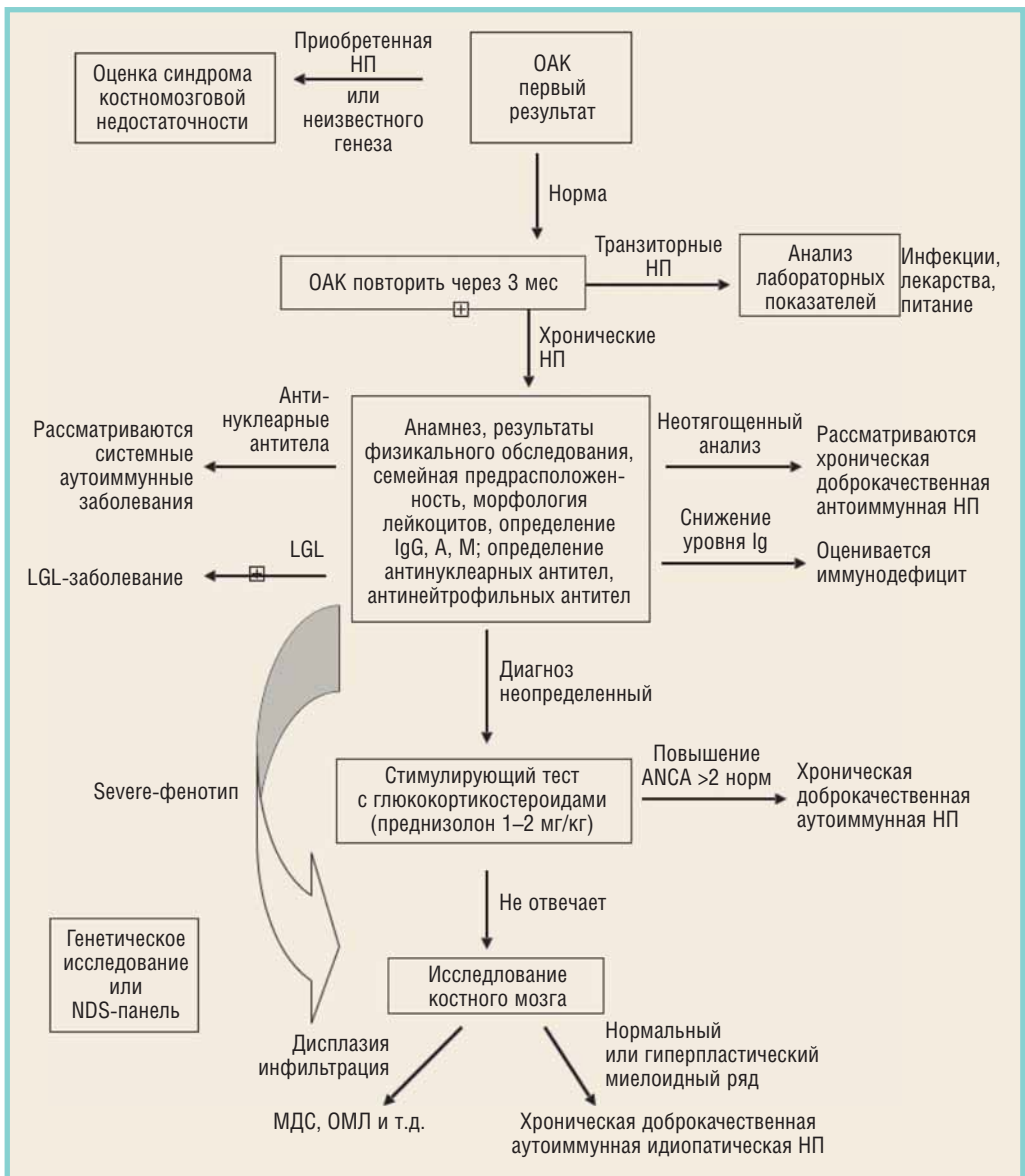 Оценка синдрома
костномозговой
недостаточности
Приобретенная
НП
или
неизвестного
генеза
ОАК
первый
результат
Норма
ОАК повторить через 3 мес
Транзиторные
НП
Анализ
лабораторных
показателей
Инфекции,
лекарства,
питание
Хронические
НП
Анти-
нуклеарные
антитела
Рассматриваются
системные
аутоиммунные
заболевания
LGL
LGL-заболевание
Анамнез, результаты
физикального обследования,
семейная предрасположен-
ность, морфология
лейкоцитов, определение
IgG, A, M; определение
антинуклеарных антител,
антинейтрофильных антител
Неотягощенный
анализ
Рассматриваются
хроническая
доброкачественная
антоиммунная НП
Снижение
уровня Ig
Оценивается
иммунодефицит
Диагноз
неопределенный
Severe-фенотип
Стимулирующий тест
с глюкокортикостероидами
(преднизолон 1–2 мг/кг)
Повышение
ANCA >2 норм
Хроническая
доброкачественная
аутоиммунная НП
Не отвечает
Генетическое
исследование
или
NDS-панель
Исследлование
костного мозга
Дисплазия
инфильтрация
Нормальный
или гиперпластический
миелоидный ряд
МДС, ОМЛ и т.д.
Хроническая доброкачественная
аутоиммунная идиопатическая НП